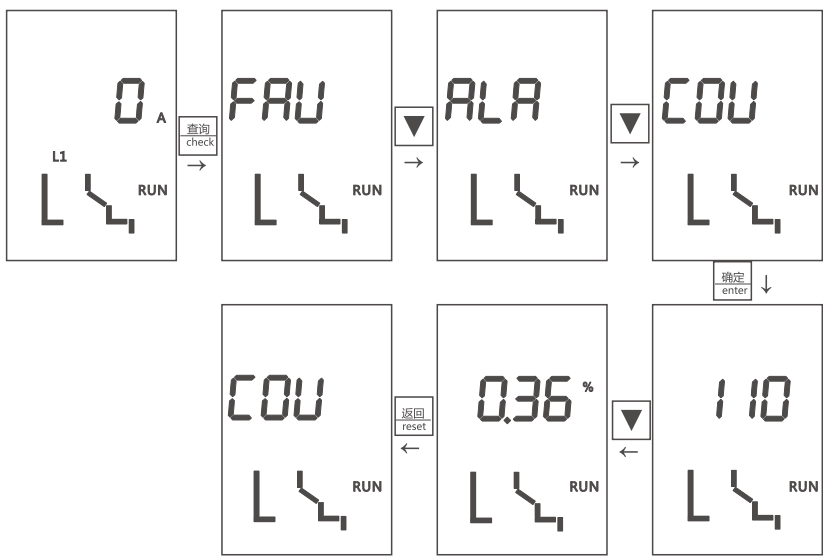 0 A
L1
RUN
查询
check
→
FAU
RUN
▼
→
ALA
RUN
▼
→
COU
RUN
确定
enter
↓
110
RUN
▼
←
0.36 %
RUN
返回
reset
←
COU
RUN